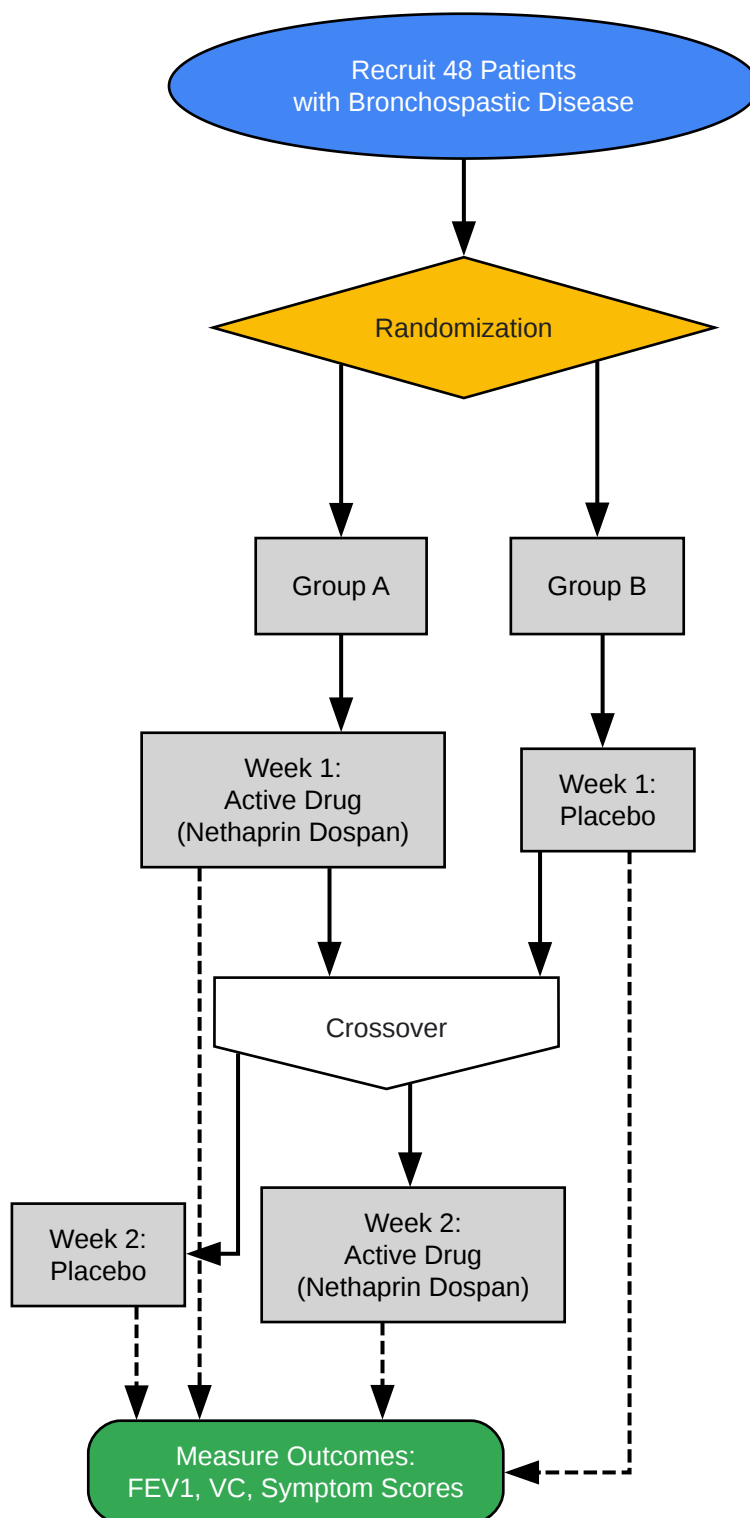 Recruit 48 Patients
with Bronchospastic Disease
Randomization
Group A
Group B
Week 1:
Active Drug
(Nethaprin Dospan)
Week 1:
Placebo
Crossover
Week 2:
Placebo
Week 2:
Active Drug
(Nethaprin Dospan)
Measure Outcomes:
FEV1, VC, Symptom Scores